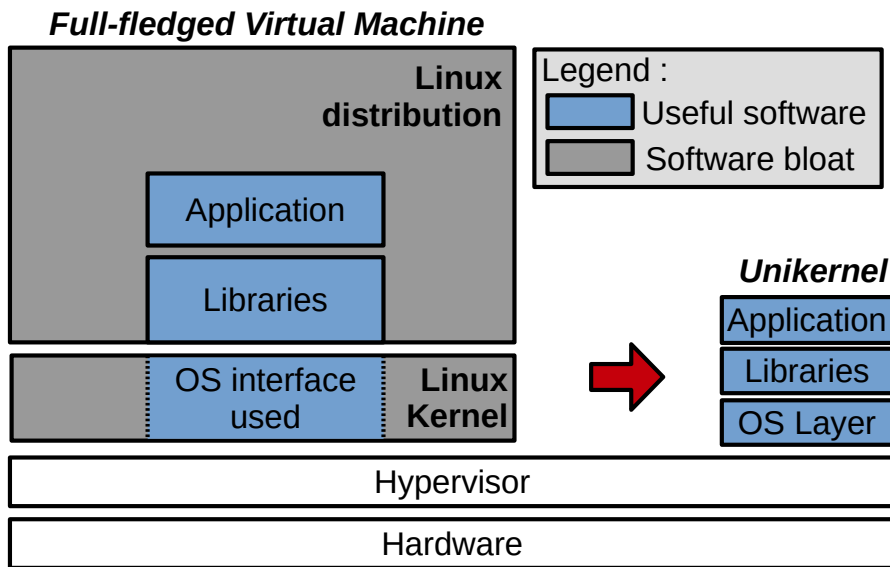 Full-fledged Virtual Machine
Linux
distribution
Application
Libraries
OS interface
used
Linux
Kernel
Legend :
Useful software
Software bloat
Unikernel
Application
Libraries
OS Layer
Hypervisor
Hardware